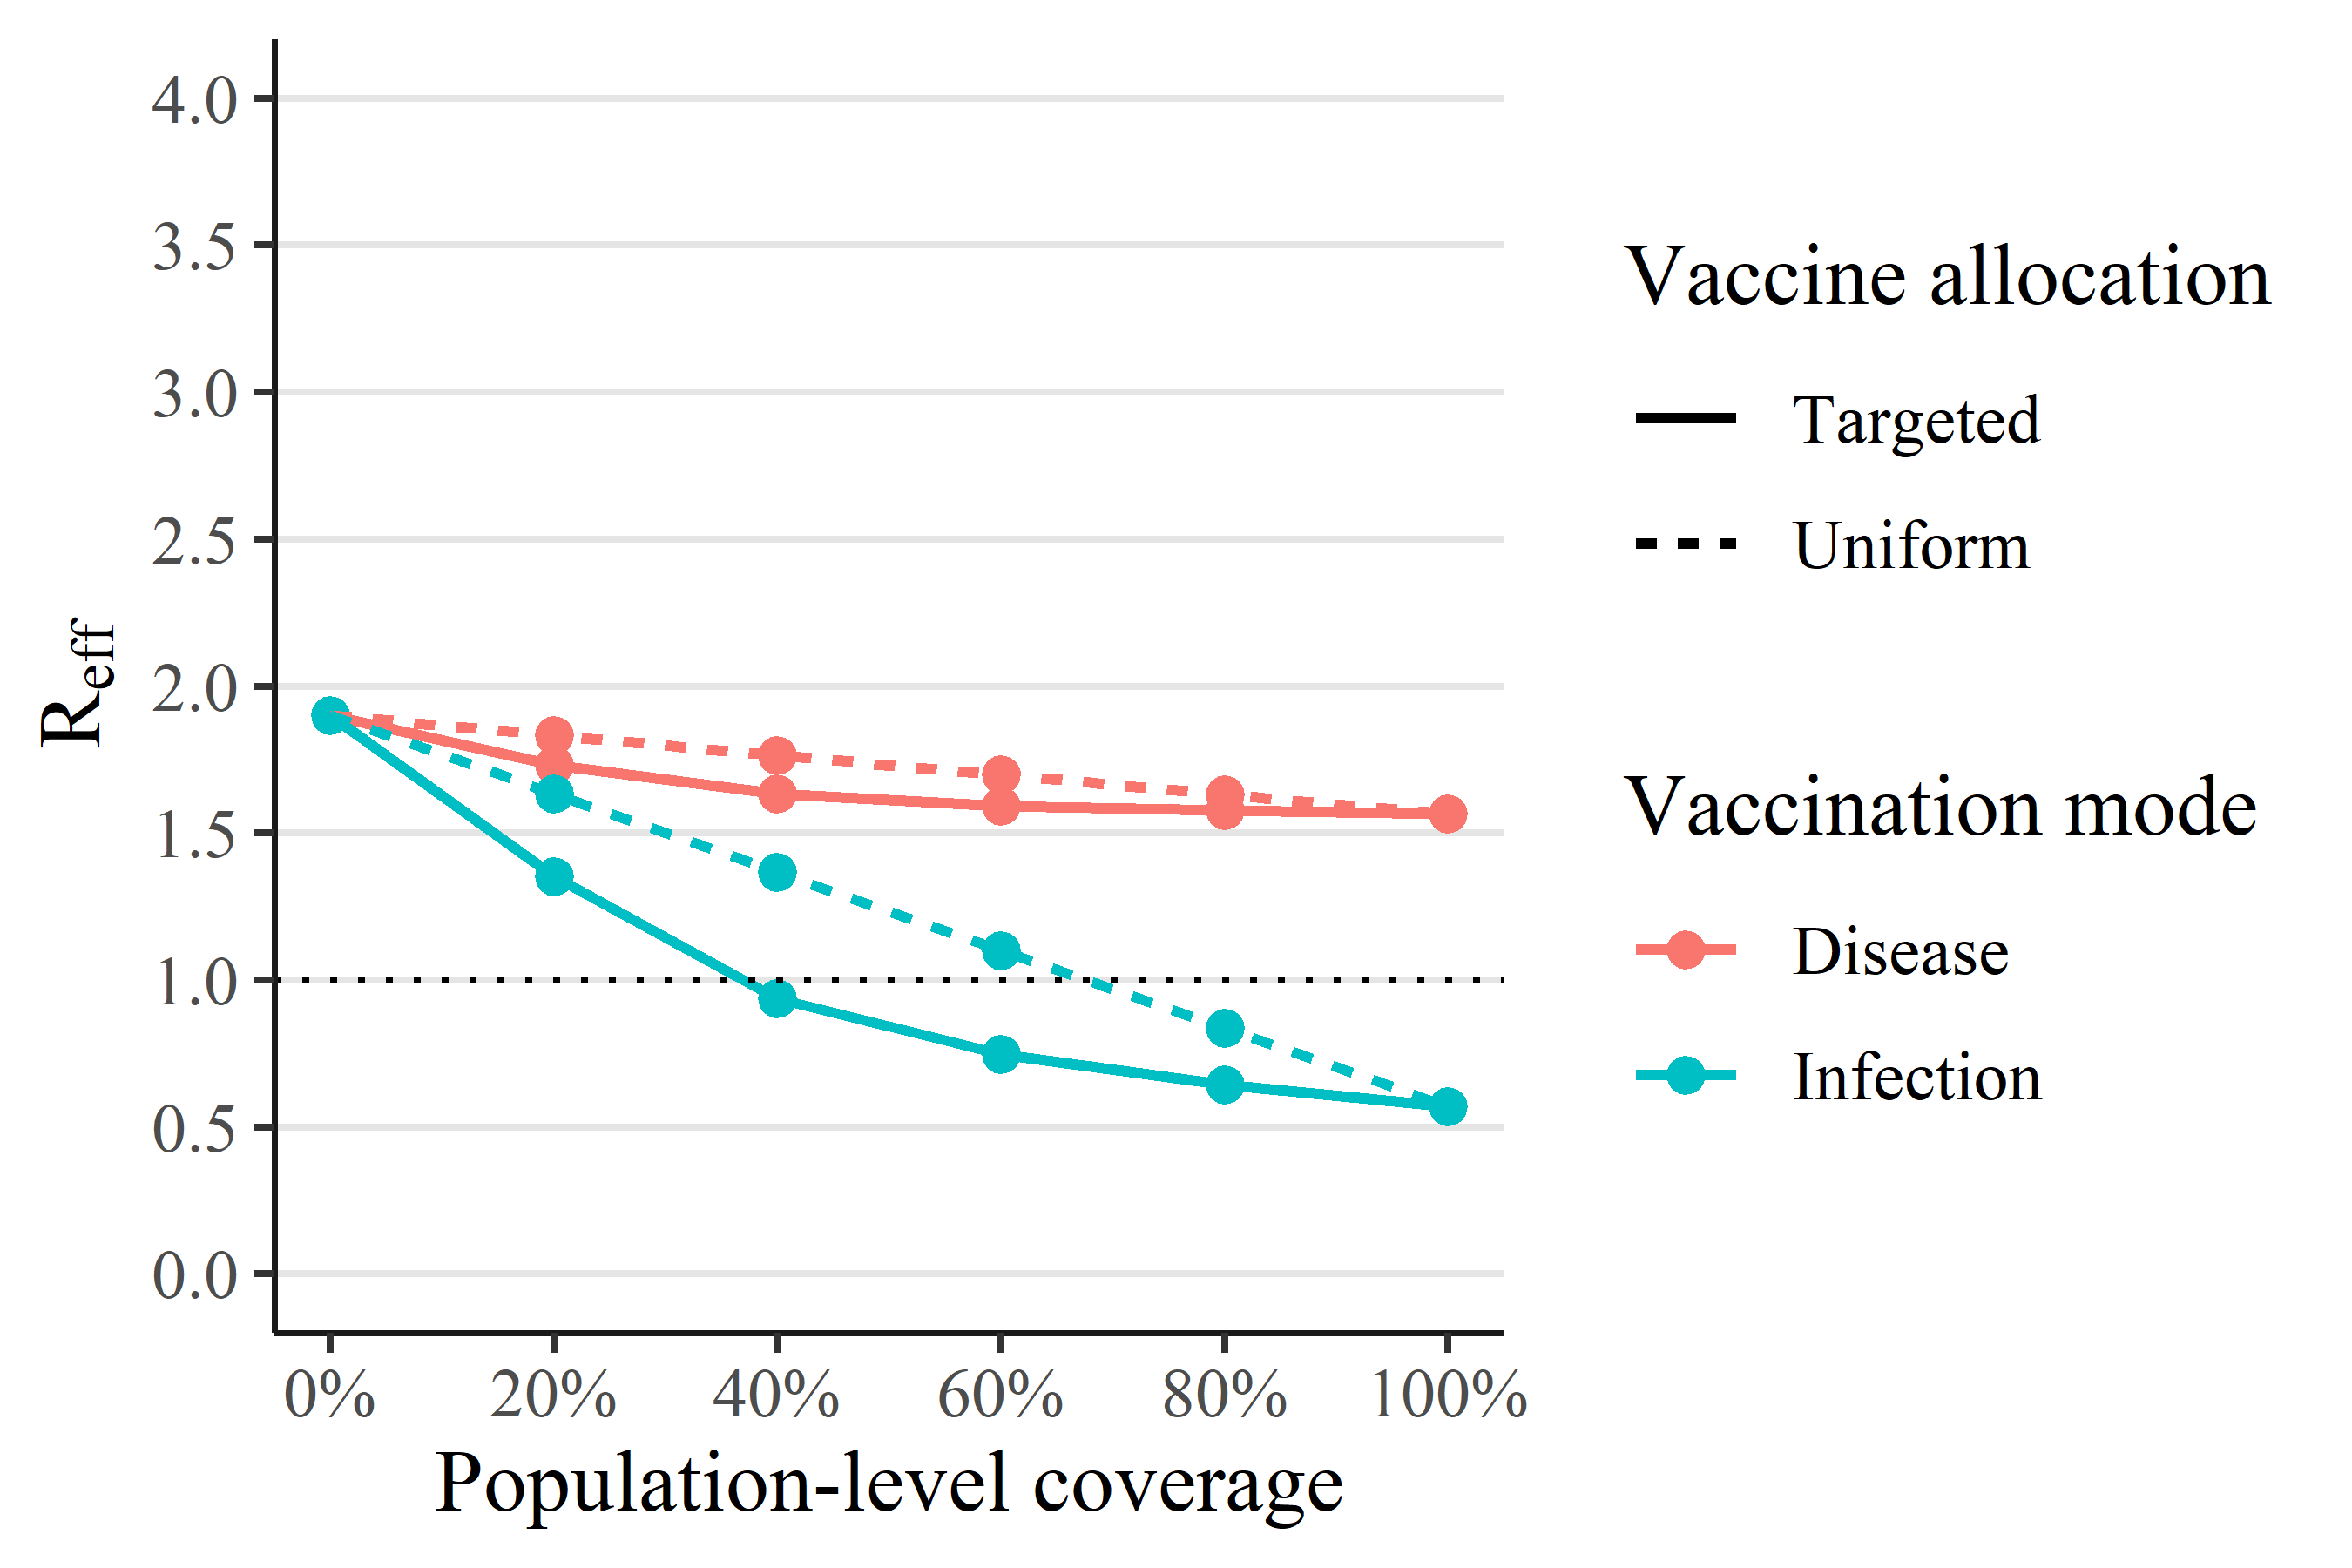 4.0
3.5
3.0
2.5
2.0
1.5
1.0
0.5
0.0
Reff
0% 20% 40% 60% 80% 100%
Population-level coverage
Vaccine allocation
Targeted
Uniform
Vaccination mode
Disease
Infection